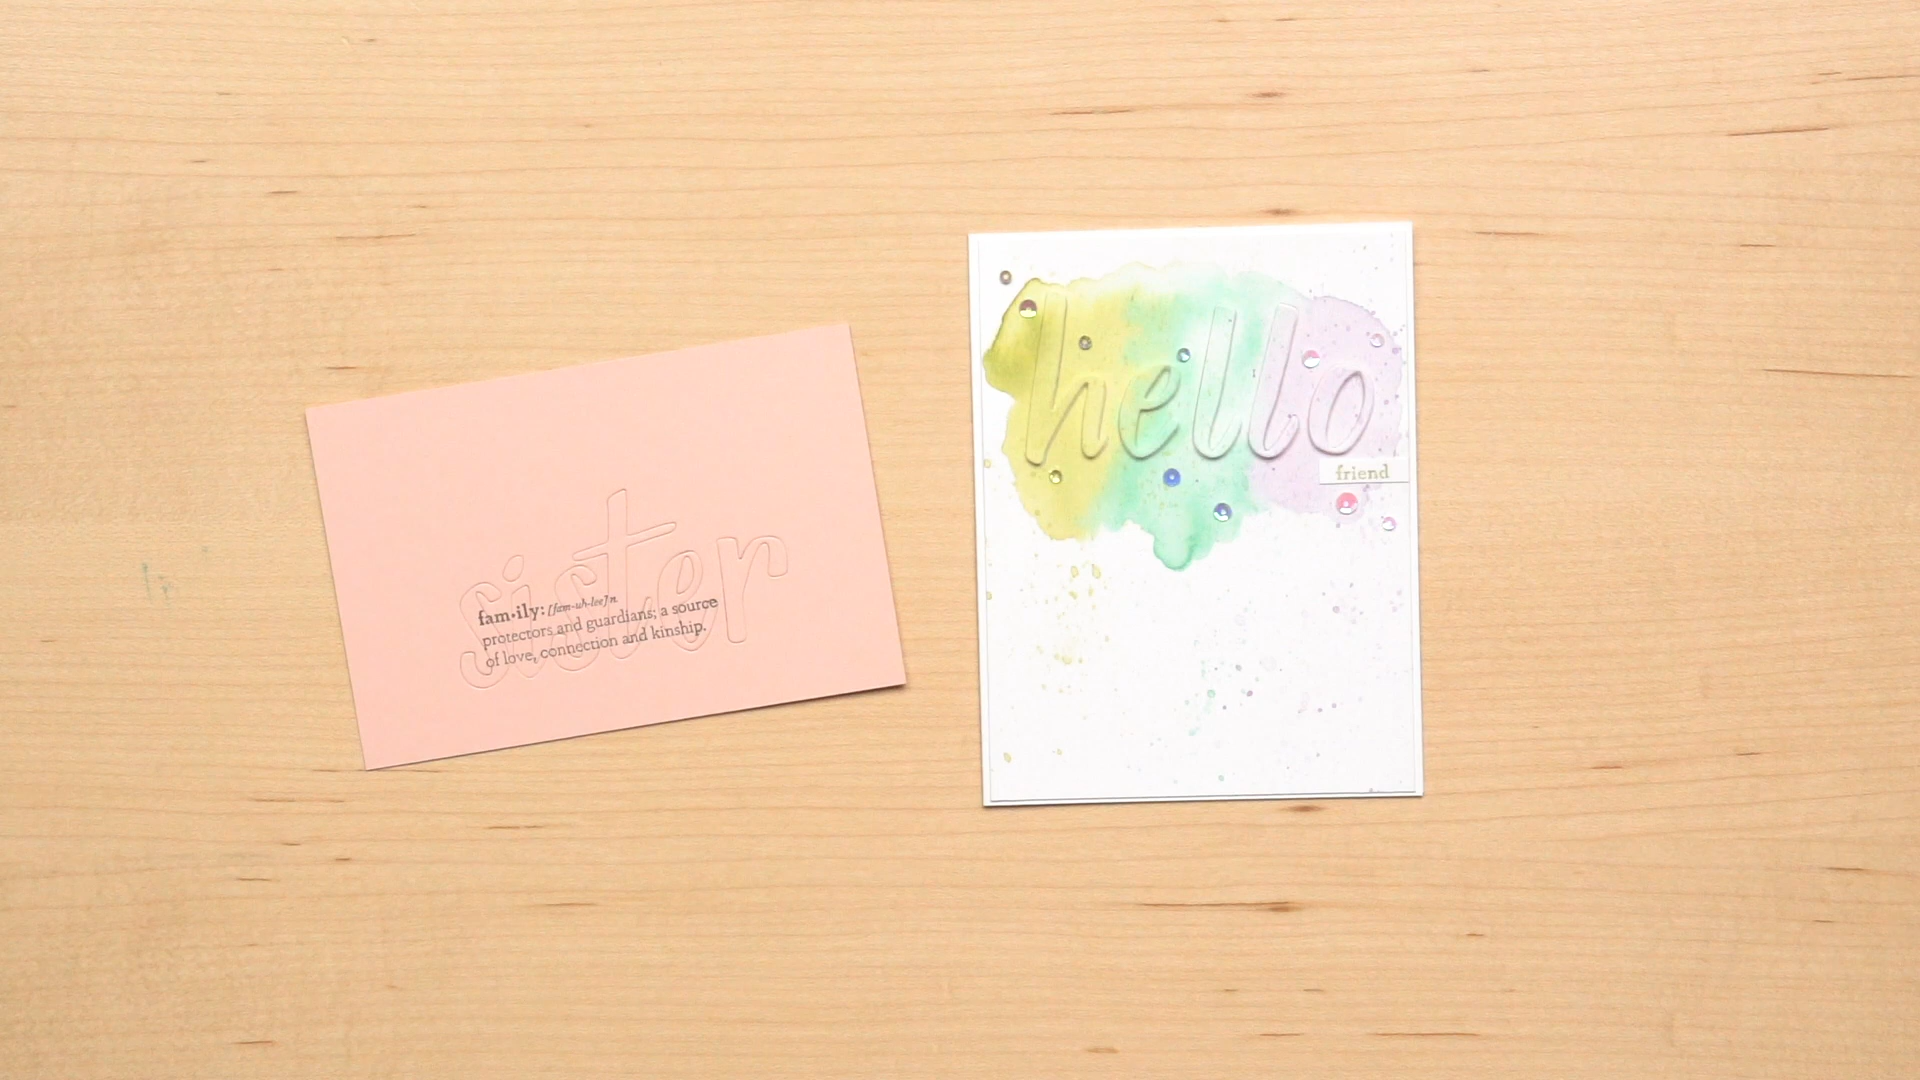 sister
fam•ily: [fam-uh-lee] n.
protectors and guardians; a source
of love, connection and kinship.
hello
friend